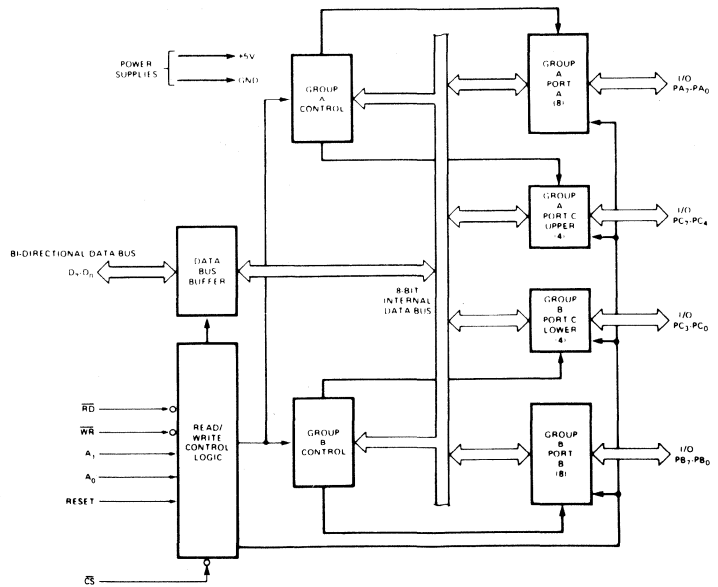 POWER
SUPPLIES
+5V
GND
GROUP
A
CONTROL
GROUP
A
PORT
A
(8)
I/O
PA7-PA0
GROUP
A
PORT C
UPPER
(4)
I/O
PC7-PC4
BI-DIRECTIONAL DATA BUS
D7-D0
DATA
BUS
BUFFER
8-BIT
INTERNAL
DATA BUS
GROUP
B
PORT C
LOWER
(4)
I/O
PC3-PC0
RD
WR
A1
A0
RESET
READ/
WRITE
CONTROL
LOGIC
GROUP
B
CONTROL
GROUP
B
PORT
B
(8)
I/O
PB7-PB0
CS